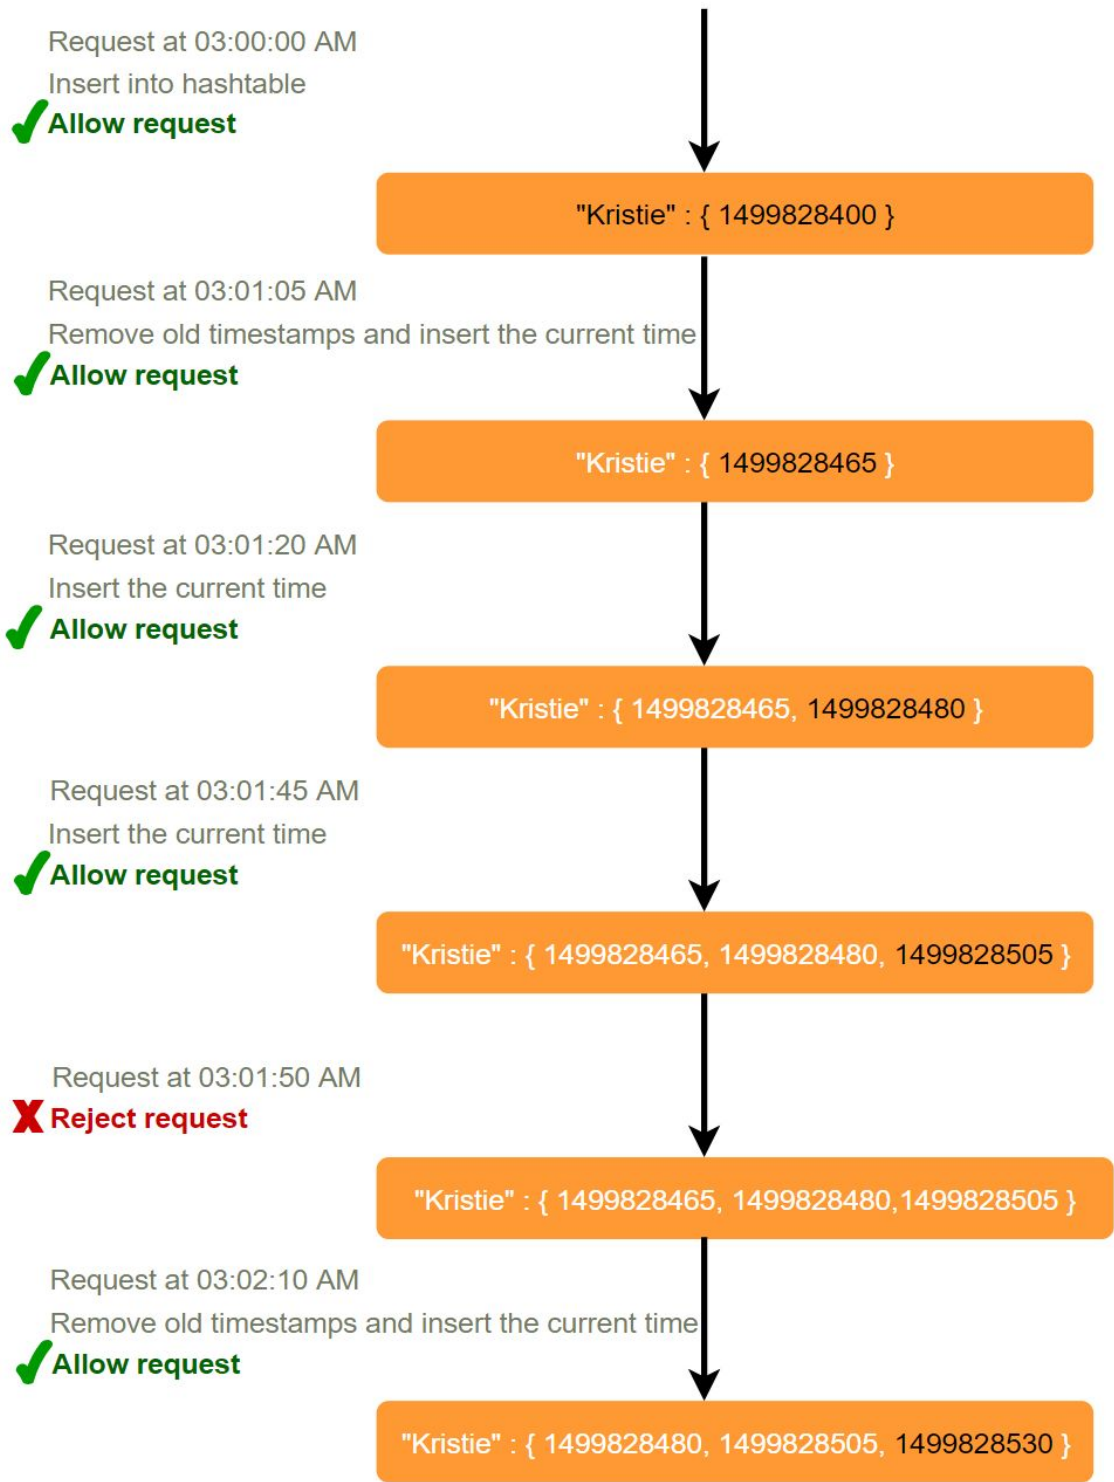 Request at 03:00:00 AM
Insert into hashtable
Allow request
"Kristie" : { 1499828400 }
Request at 03:01:05 AM
Remove old timestamps and insert the current time
Allow request
"Kristie" : { 1499828465 }
Request at 03:01:20 AM
Insert the current time
Allow request
"Kristie" : { 1499828465, 1499828480 }
Request at 03:01:45 AM
Insert the current time
Allow request
"Kristie" : { 1499828465, 1499828480, 1499828505 }
Request at 03:01:50 AM
Reject request
"Kristie" : { 1499828465, 1499828480,1499828505 }
Request at 03:02:10 AM
Remove old timestamps and insert the current time
Allow request
"Kristie" : { 1499828480, 1499828505, 1499828530 }